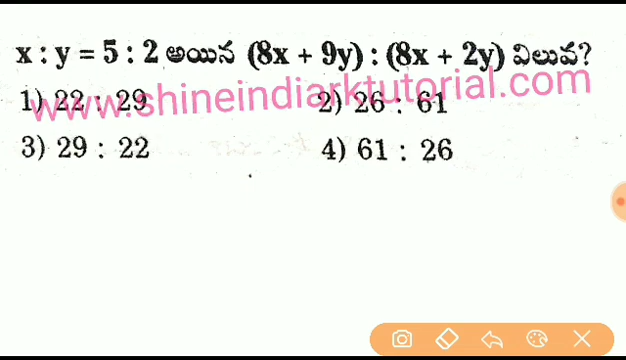 x : y = 5 : 2 అయిన (8x + 9y) : (8x + 2y) విలువ?
www.shineindiarktutorial.com
1) 22 : 29 2) 26 : 61
3) 29 : 22 4) 61 : 26